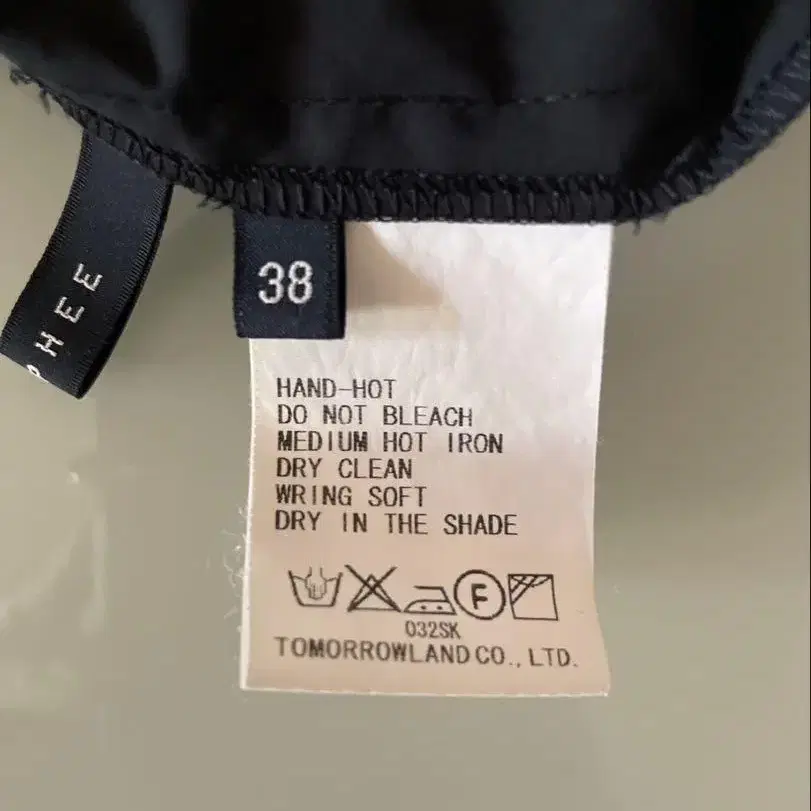 PHEE
38
HAND-HOT
DO NOT BLEACH
MEDIUM HOT IRON
DRY CLEAN
WRING SOFT
DRY IN THE SHADE
F
032SK
TOMORROWLAND CO., LTD.